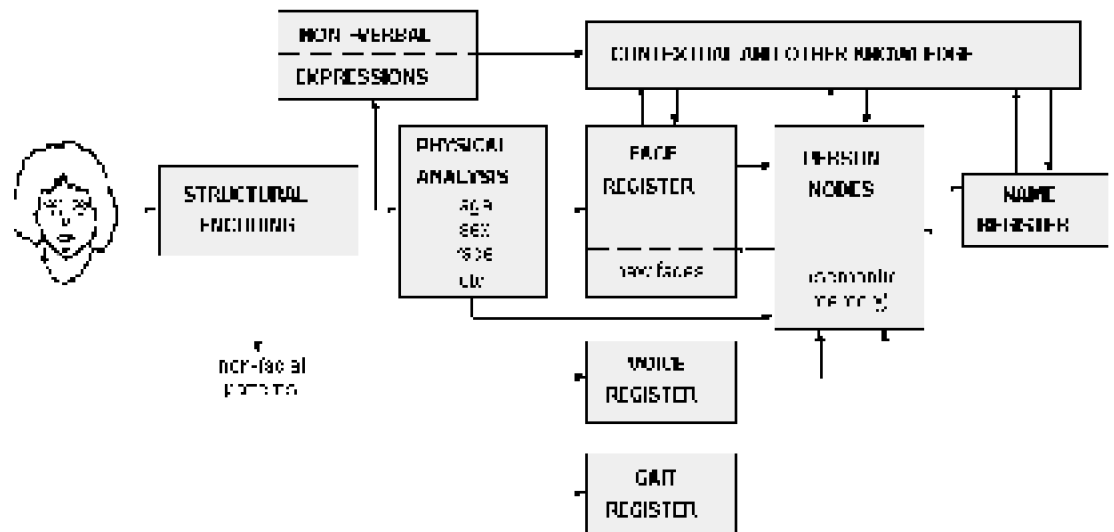 NON-VERBAL
EXPRESSIONS
CONTEXTUAL AND OTHER KNOWLEDGE
STRUCTURAL
ENCODING
PHYSICAL
ANALYSIS
age
sex
race
etc
FACE
REGISTER
new faces
PERSON
NODES
(semantic
memory)
NAME
REGISTER
non-facial
VOICE
REGISTER
GAIT
REGISTER